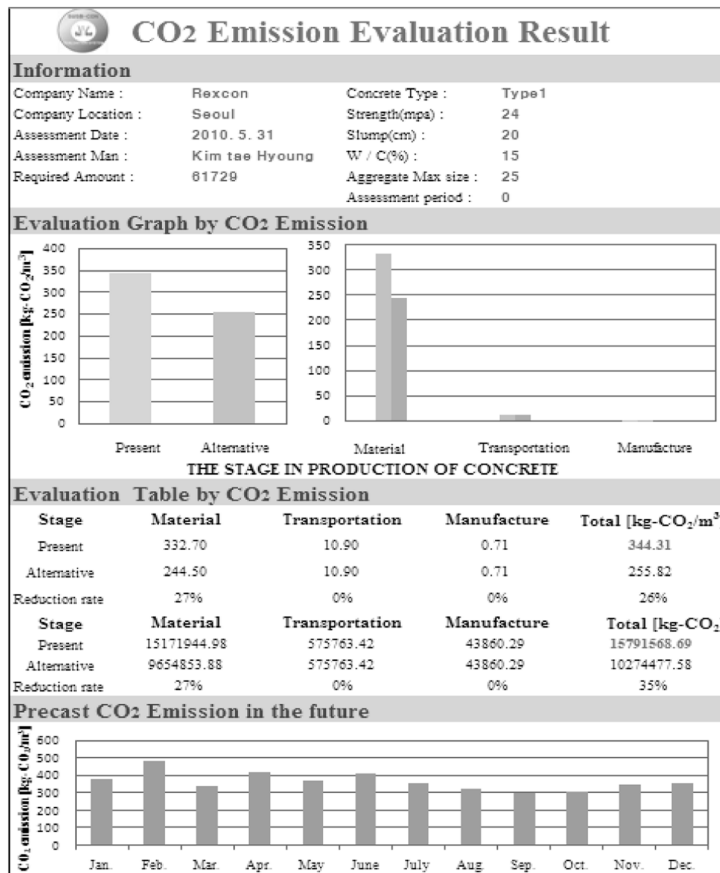 CO2 Emission Evaluation Result
Information
Company Name : Rexcon Concrete Type : Type1
Company Location : Seoul Strength(mpa) : 24
Assessment Date : 2010. 5. 31 Slump(cm) : 20
Assessment Man : Kim tae Hyoung W / C(%) : 15
Required Amount : 61729 Aggregate Max size : 25
Assessment period : 0
Evaluation Graph by CO2 Emission
CO2 emission [kg-CO2/m3]
400
350
300
250
200
150
100
50
0
Present Alternative
350
300
250
200
150
100
50
0
Material Transportation Manufacture
THE STAGE IN PRODUCTION OF CONCRETE
Evaluation Table by CO2 Emission
Stage Material Transportation Manufacture Total [kg-CO2/m3
Present 332.70 10.90 0.71 344.31
Alternative 244.50 10.90 0.71 255.82
Reduction rate 27% 0% 0% 26%
Stage Material Transportation Manufacture Total [kg-CO2
Present 15171944.98 575763.42 43860.29 15791568.69
Alternative 9654853.88 575763.42 43860.29 10274477.58
Reduction rate 27% 0% 0% 35%
Precast CO2 Emission in the future
CO2 emission [kg-CO2/m3]
600
500
400
300
200
100
0
Jan. Feb. Mar. Apr. May June July Aug. Sep. Oct. Nov. Dec.